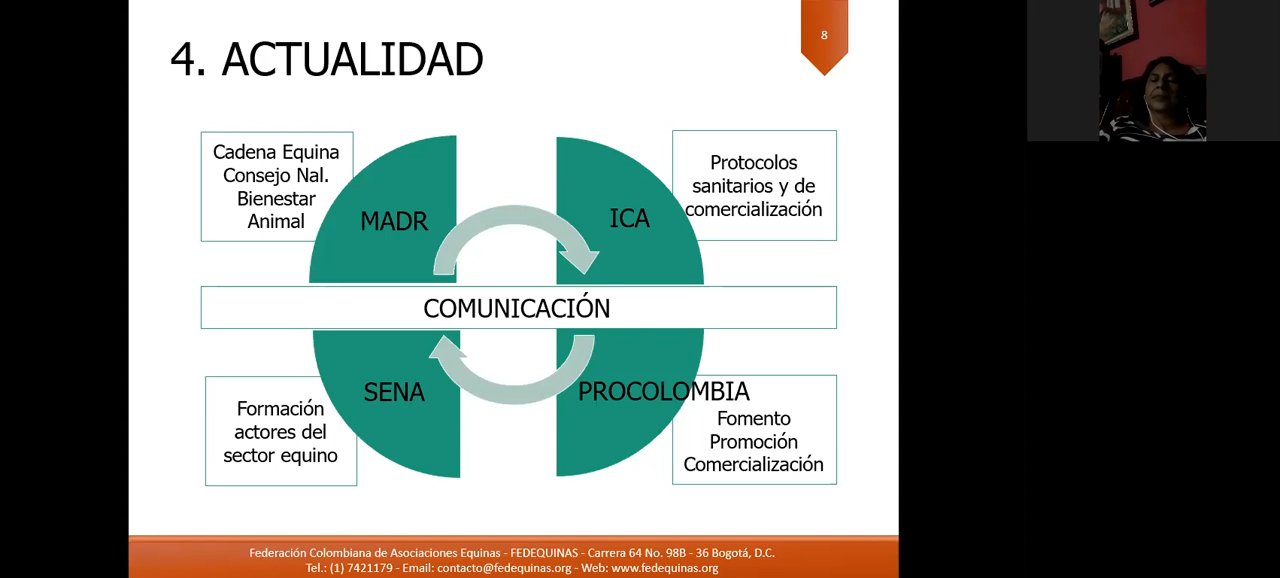 8
4. ACTUALIDAD
Cadena Equina
Consejo Nal.
Bienestar
Animal
MADR
ICA
Protocolos
sanitarios y de
comercialización
COMUNICACIÓN
SENA
PROCOLOMBIA
Formación
actores del
sector equino
Fomento
Promoción
Comercialización
Federación Colombiana de Asociaciones Equinas - FEDEQUINAS - Carrera 64 No. 98B - 36 Bogotá, D.C.
Tel.: (1) 7421179 - Email: contacto@fedequinas.org - Web: www.fedequinas.org